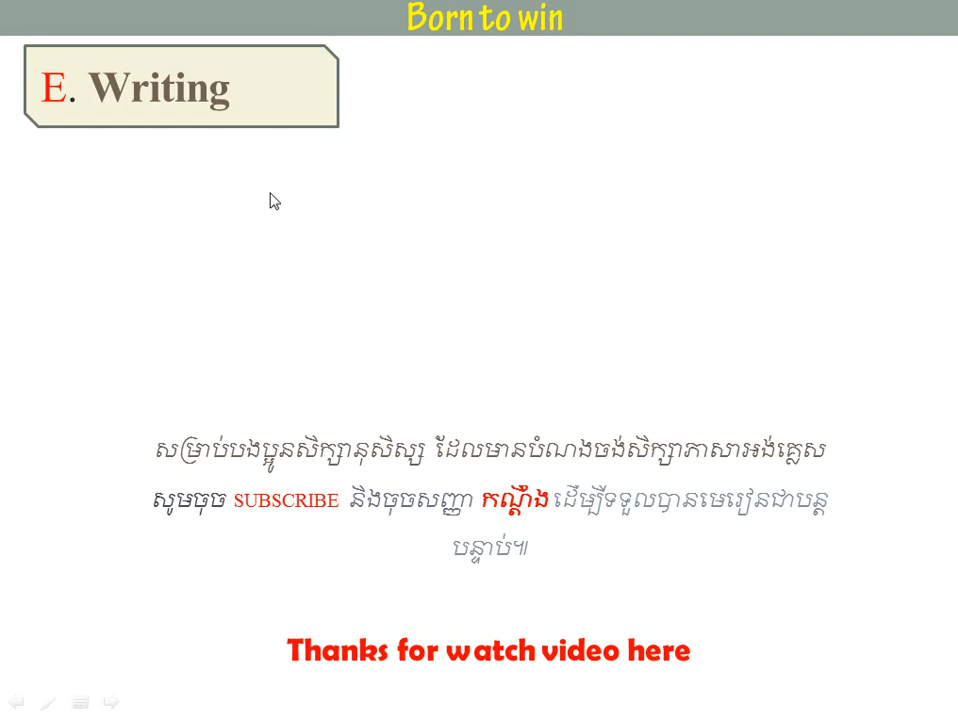 Born to win
E. Writing
សម្រាប់បងប្អូនសិក្សានុសិស្ស ដែលមានបំណងចង់សិក្សាភាសាអង់គ្លេស
សូមចុច SUBSCRIBE និងចុចសញ្ញា កណ្ដឹង ដើម្បីទទួលបានមេរៀនជាបន្ត
បន្ទាប់៕
Thanks for watch video here